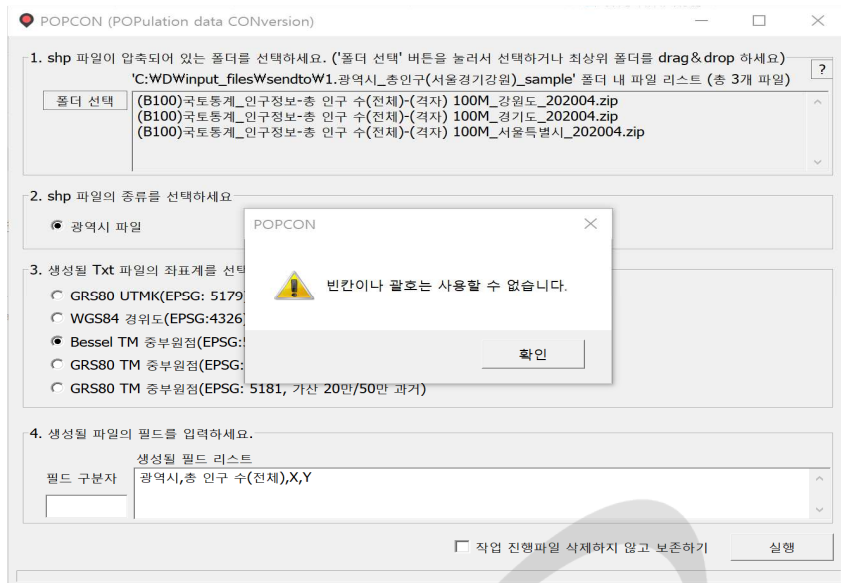 POPCON (POPulation data CONversion)
1. shp 파일이 압축되어 있는 폴더를 선택하세요. ('폴더 선택' 버튼을 눌러서 선택하거나 최상위 폴더를 drag&drop 하세요)
?
'C:₩D₩input_files₩sendto₩1.광역시_총인구(서울경기강원)_sample' 폴더 내 파일 리스트 (총 3개 파일)
폴더 선택
(B100)국토통계_인구정보-총 인구 수(전체)-(격자) 100M_강원도_202004.zip
(B100)국토통계_인구정보-총 인구 수(전체)-(격자) 100M_경기도_202004.zip
(B100)국토통계_인구정보-총 인구 수(전체)-(격자) 100M_서울특별시_202004.zip
2. shp 파일의 종류를 선택하세요
광역시 파일
POPCON
빈칸이나 괄호는 사용할 수 없습니다.
확인
3. 생성될 Txt 파일의 좌표계를 선택
GRS80 UTMK(EPSG: 5179)
WGS84 경위도(EPSG:4326)
Bessel TM 중부원점(EPSG:
GRS80 TM 중부원점(EPSG:
GRS80 TM 중부원점(EPSG: 5181, 가산 20만/50만 과거)
4. 생성될 파일의 필드를 입력하세요.
생성될 필드 리스트
필드 구분자
광역시,총 인구 수(전체),X,Y
작업 진행파일 삭제하지 않고 보존하기
실행